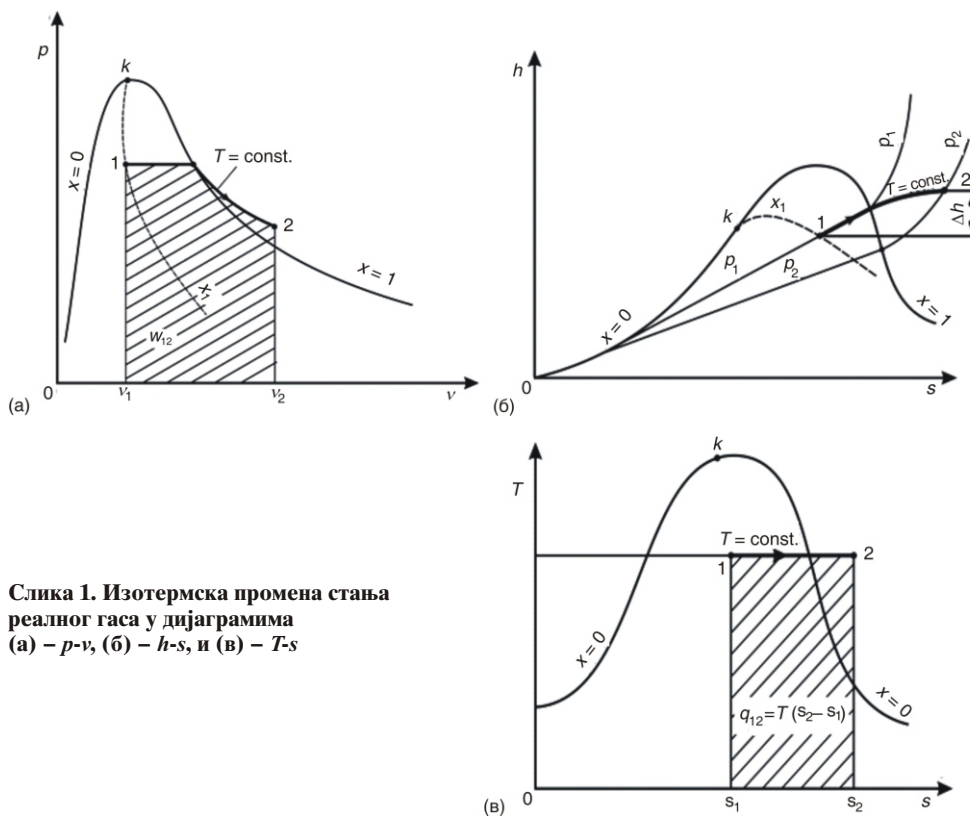 p
k
x = 0
1
T = const.
2
x₁
x = 1
w₁₂
0
v₁
v₂
v
(а)
h
p₁
p₂
T = const.
2
Δh
x₁
k
1
p₁
p₂
x = 0
x = 1
0
s
(б)
T
k
T = const.
1
2
x = 0
x = 0
q₁₂=T (s₂– s₁)
0
s₁
s₂
s
(в)
Слика 1. Изотермска промена стања
реалног гаса у дијаграмима
(а) – p-v, (б) – h-s, и (в) – T-s